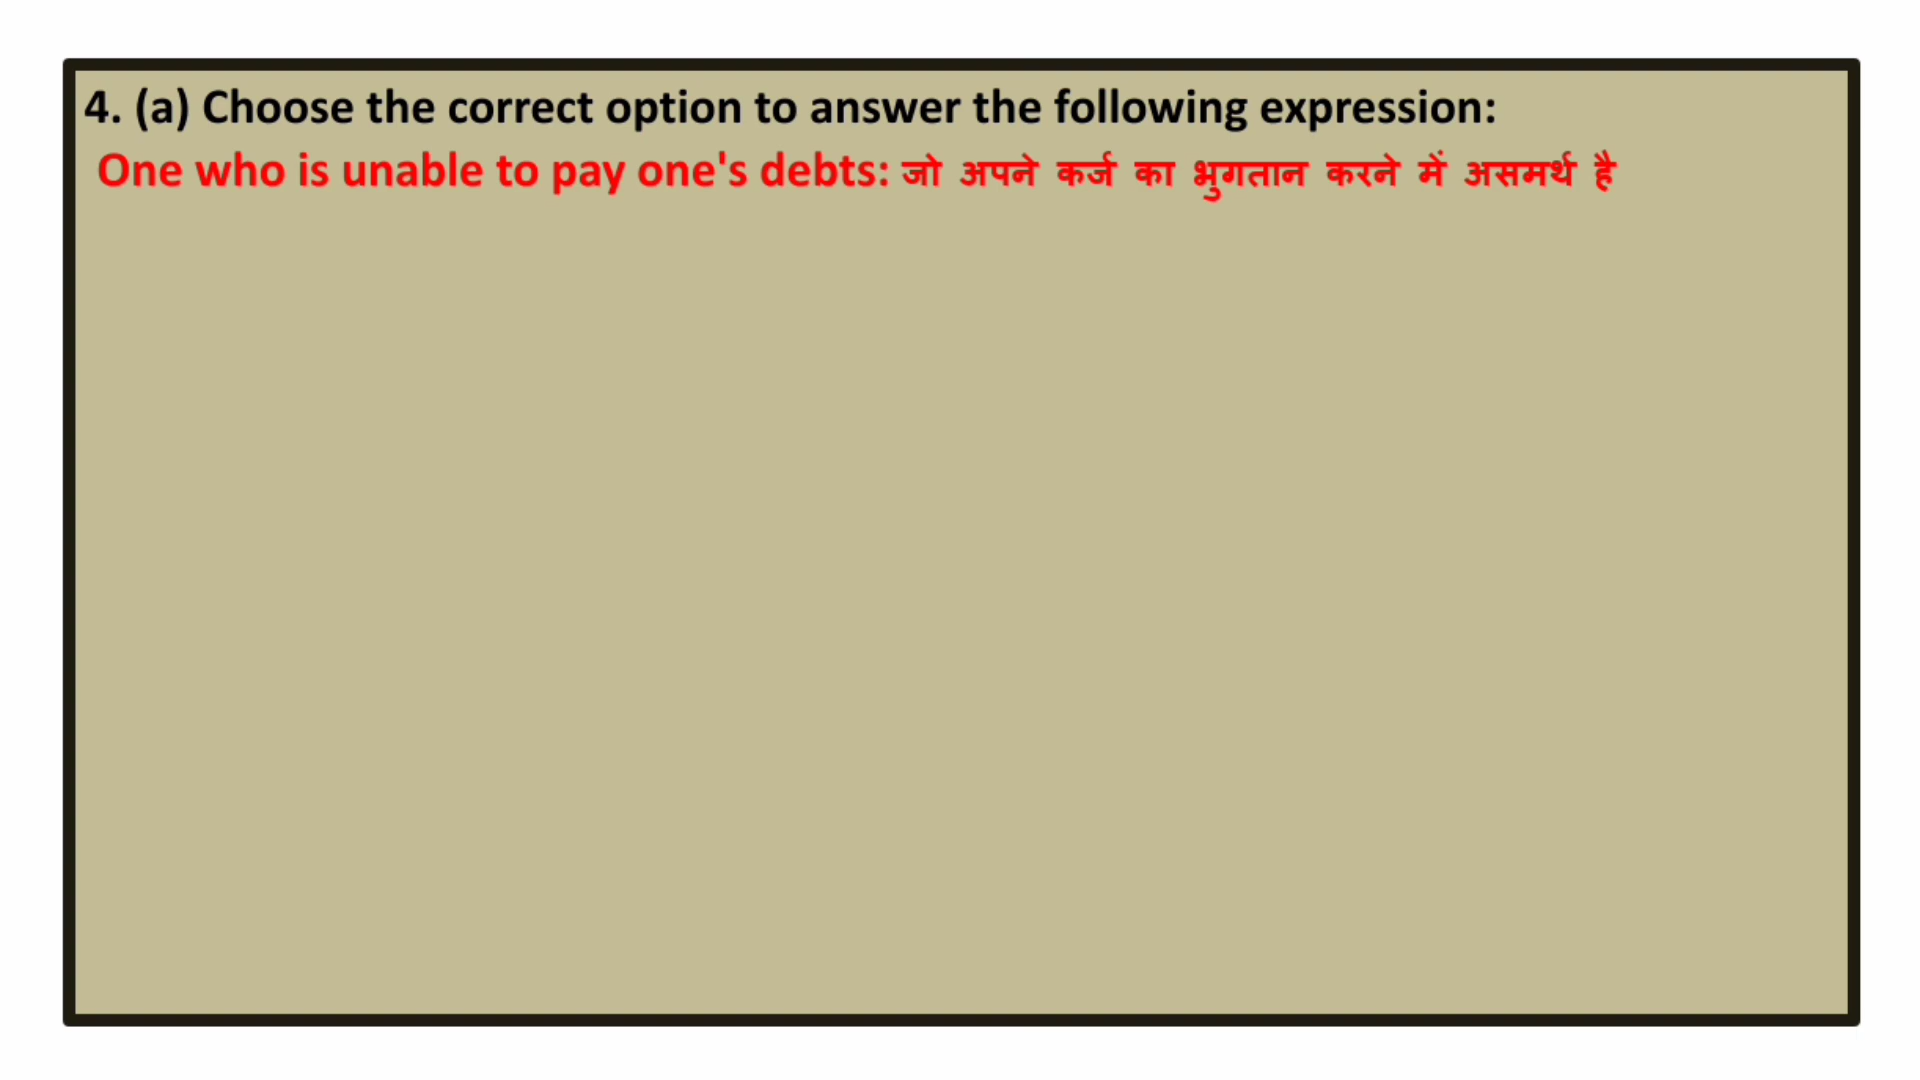 4. (a) Choose the correct option to answer the following expression:
One who is unable to pay one's debts: जो अपने कर्ज का भुगतान करने में असमर्थ है